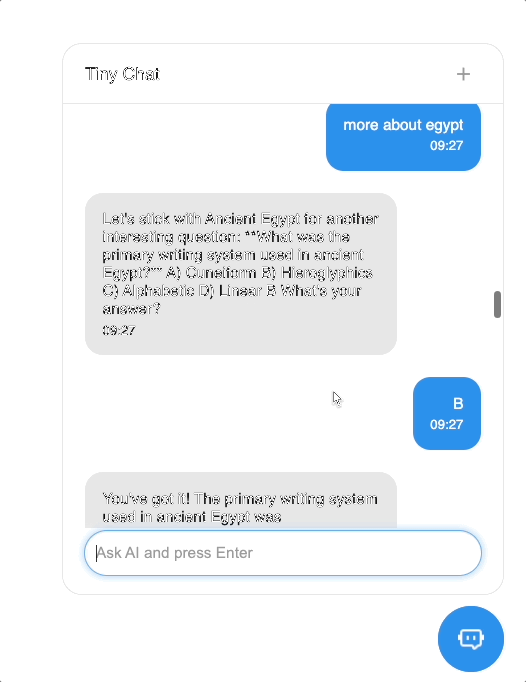 Tiny Chat
more about egypt
09:27
Let's stick with Ancient Egypt for another
interesting question: **What was the
primary writing system used in ancient
Egypt?** A) Cuneiform B) Hieroglyphics
C) Alphabetic D) Linear B What's your
answer?
09:27
B
09:27
You've got it! The primary writing system
used in ancient Egypt was
Ask AI and press Enter